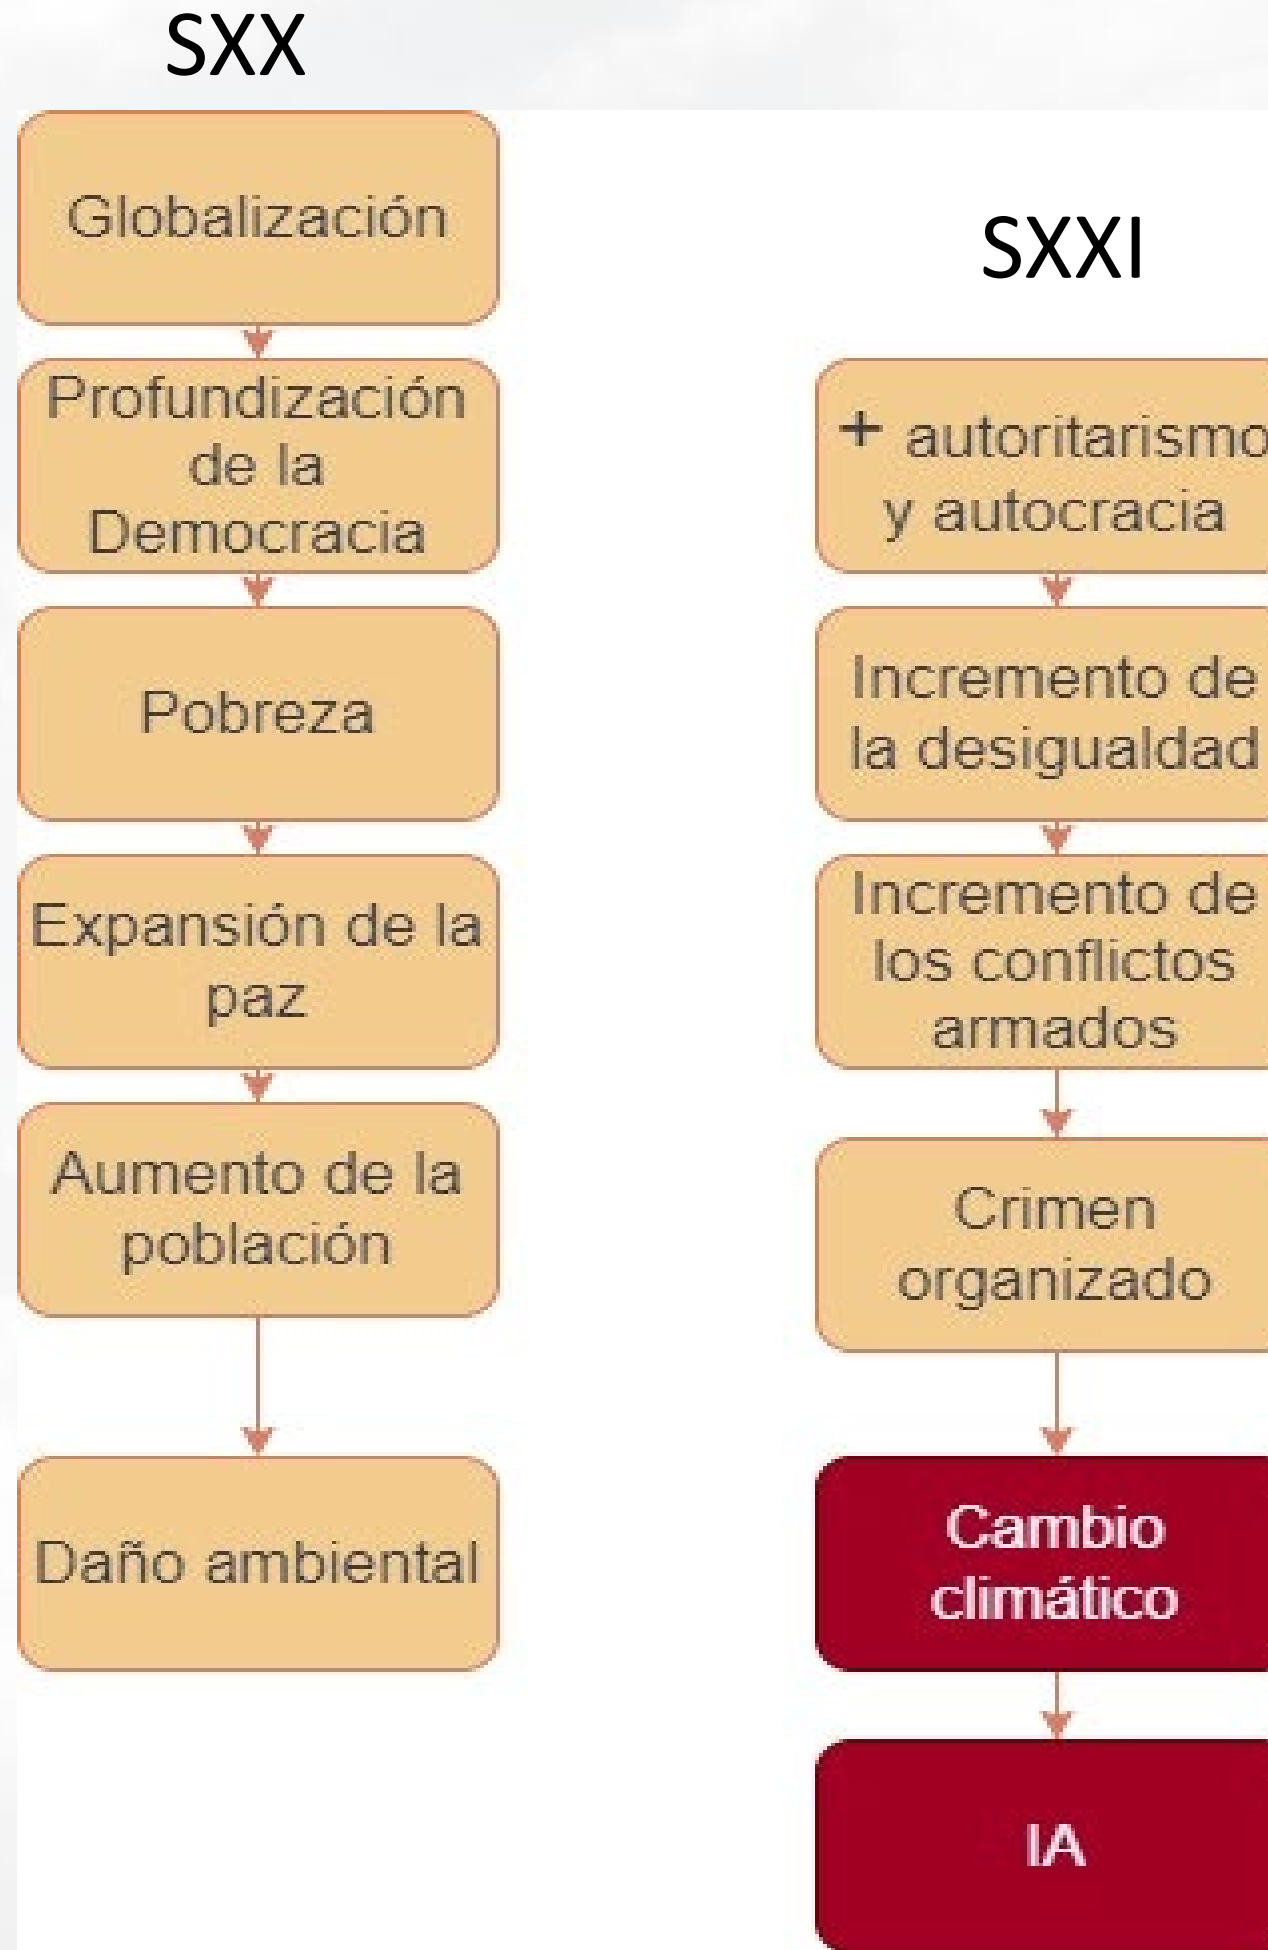 SXX
Globalización
Profundización
de la
Democracia
Pobreza
Expansión de la
paz
Aumento de la
población
Daño ambiental
SXXI
+ autoritarismo
y autocracia
Incremento de
la desigualdad
Incremento de
los conflictos
armados
Crimen
organizado
Cambio
climático
IA